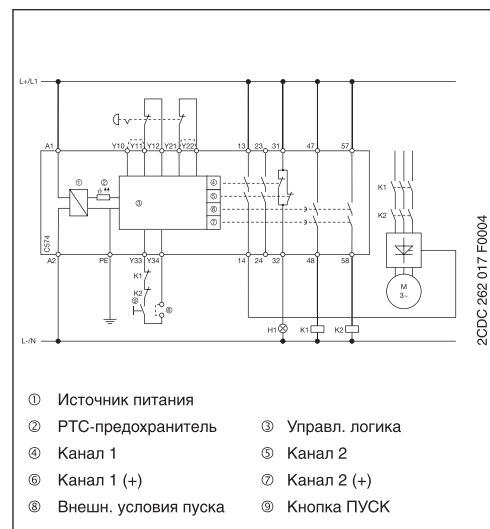 L+/L1
A1 Y10 Y11 Y12 Y21 Y22 13 23 31 47 57
① ② ③ ④ ⑤ ⑥ ⑦
K1
K2
C574
M
3~
A2 PE Y33 Y34 14 24 32 48 58
K1
K2
⑨ ⑧
H1 K1 K2
L-/N
2CDC 262 017 F0004
① Источник питания
② РТС-предохранитель ③ Управл. логика
④ Канал 1 ⑤ Канал 2
⑥ Канал 1 (+) ⑦ Канал 2 (+)
⑧ Внешн. условия пуска ⑨ Кнопка ПУСК